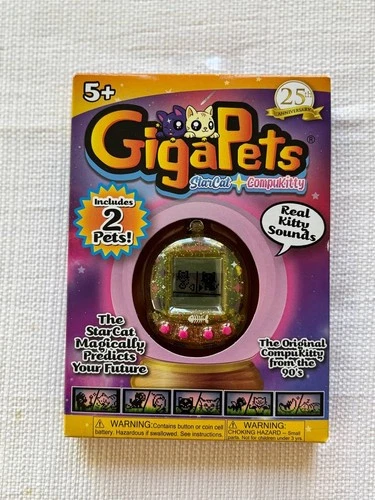 5+
25th
ANNIVERSARY
GigaPets®
StarCat CompuKitty
Includes
2
Pets!
Real
Kitty
Sounds
The
StarCat
Magically
Predicts
Your Future
The Original
CompuKitty
from the
90's
WARNING: Contains button or coin cell
battery. Hazardous if swallowed. See instructions.
WARNING:
CHOKING HAZARD — Small
parts. Not for children under 3 yrs.